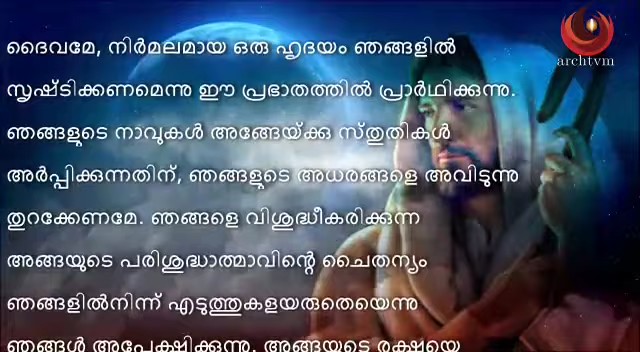 ദൈവമേ, നിർമലമായ ഒരു ഹൃദയം ഞങ്ങളിൽ
സൃഷ്ടിക്കണമെന്നു ഈ പ്രഭാതത്തിൽ പ്രാർഥിക്കുന്നു.
ഞങ്ങളുടെ നാവുകൾ അങ്ങേയ്ക്കു സ്തുതികൾ
അർപ്പിക്കുന്നതിന്, ഞങ്ങളുടെ അധരങ്ങളെ അവിടുന്നു
തുറക്കേണമേ. ഞങ്ങളെ വിശുദ്ധീകരിക്കുന്ന
അങ്ങയുടെ പരിശുദ്ധാത്മാവിന്റെ ചൈതന്യം
ഞങ്ങളിൽനിന്ന് എടുത്തുകളയരുതെയെന്നു
ഞങ്ങൾ അപേക്ഷിക്കുന്നു. അങ്ങയുടെ രക്ഷയെ
archtvm